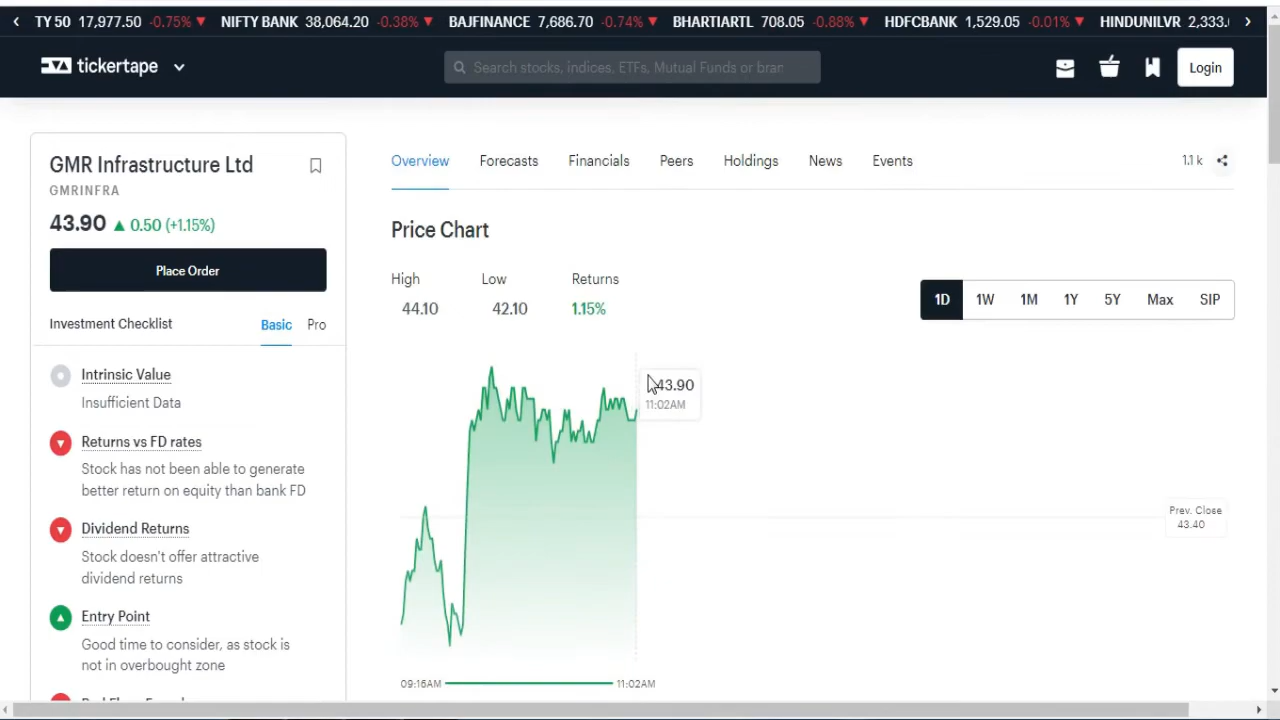 TY 50 17,977.50 -0.75% ▼ NIFTY BANK 38,064.20 -0.38% ▼ BAJFINANCE 7,686.70 -0.74% ▼ BHARTIARTL 708.05 -0.88% ▼ HDFCBANK 1,529.05 -0.01% ▼ HINDUNILVR 2,333.
tickertape
Search stocks, indices, ETFs, Mutual Funds or bran
Login
GMR Infrastructure Ltd
GMRINFRA
43.90 ▲ 0.50 (+1.15%)
Place Order
Investment Checklist Basic Pro
Intrinsic Value
Insufficient Data
Returns vs FD rates
Stock has not been able to generate
better return on equity than bank FD
Dividend Returns
Stock doesn't offer attractive
dividend returns
Entry Point
Good time to consider, as stock is
not in overbought zone
Overview Forecasts Financials Peers Holdings News Events 1.1 k
Price Chart
High Low Returns
44.10 42.10 1.15%
1D 1W 1M 1Y 5Y Max SIP
43.90
11:02AM
Prev. Close
43.40
09:16AM 11:02AM